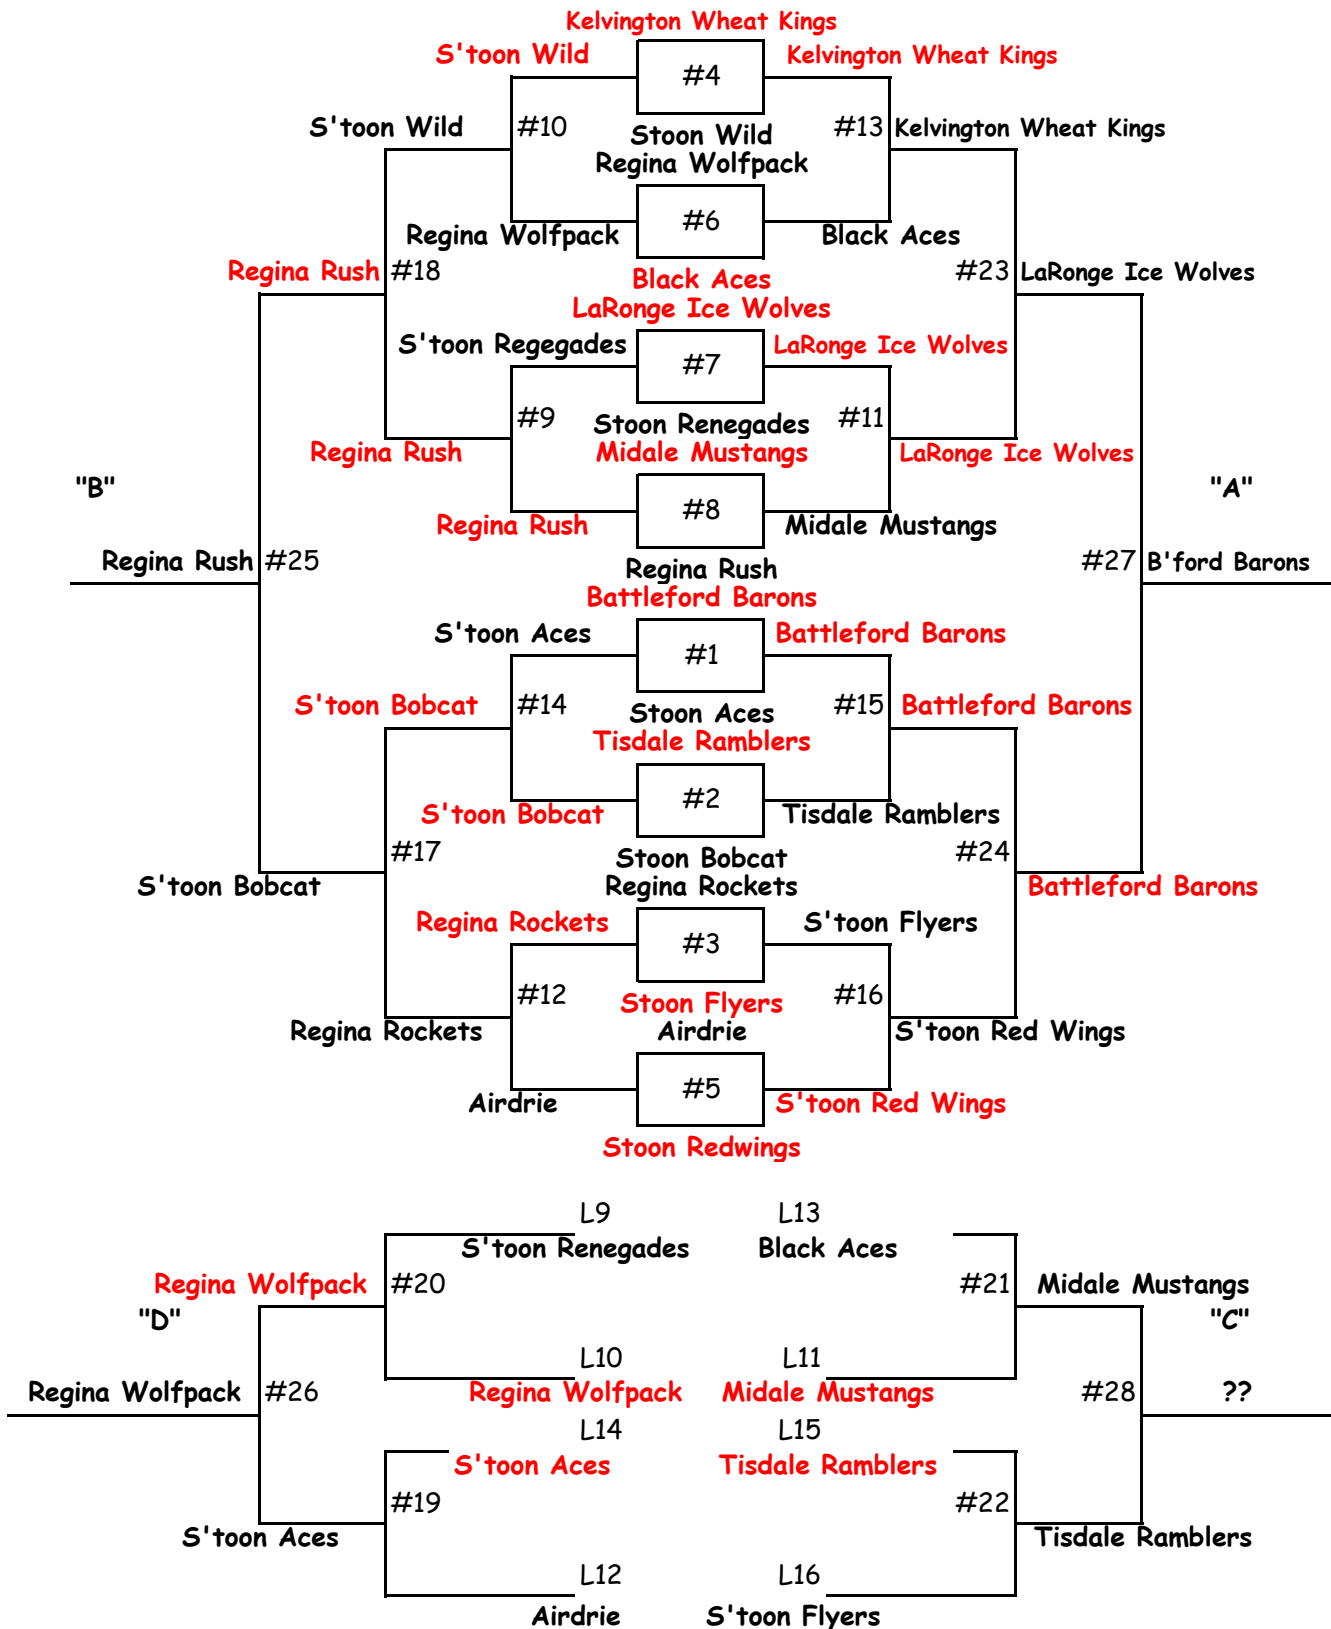 Kelvington Wheat Kings
S'toon Wild
#4
Kelvington Wheat Kings
S'toon Wild
#10
Stoon Wild
#13
Kelvington Wheat Kings
Regina Wolfpack
Regina Wolfpack
#6
Black Aces
Regina Rush
#18
Black Aces
#23
LaRonge Ice Wolves
LaRonge Ice Wolves
S'toon Regegades
#7
LaRonge Ice Wolves
#9
Stoon Renegades
#11
Regina Rush
Midale Mustangs
LaRonge Ice Wolves
"B"
"A"
Regina Rush
#8
Midale Mustangs
Regina Rush
#25
Regina Rush
#27
B'ford Barons
Battleford Barons
S'toon Aces
#1
Battleford Barons
S'toon Bobcat
#14
Stoon Aces
#15
Battleford Barons
Tisdale Ramblers
S'toon Bobcat
#2
Tisdale Ramblers
#17
Stoon Bobcat
#24
S'toon Bobcat
Regina Rockets
Battleford Barons
Regina Rockets
#3
S'toon Flyers
#12
Stoon Flyers
#16
Regina Rockets
Airdrie
S'toon Red Wings
Airdrie
#5
S'toon Red Wings
Stoon Redwings
L9
L13
S'toon Renegades
Black Aces
Regina Wolfpack
#20
#21
Midale Mustangs
"D"
"C"
L10
L11
Regina Wolfpack
#26
Regina Wolfpack
Midale Mustangs
#28
??
L14
L15
S'toon Aces
Tisdale Ramblers
#19
#22
S'toon Aces
Tisdale Ramblers
L12
L16
Airdrie
S'toon Flyers